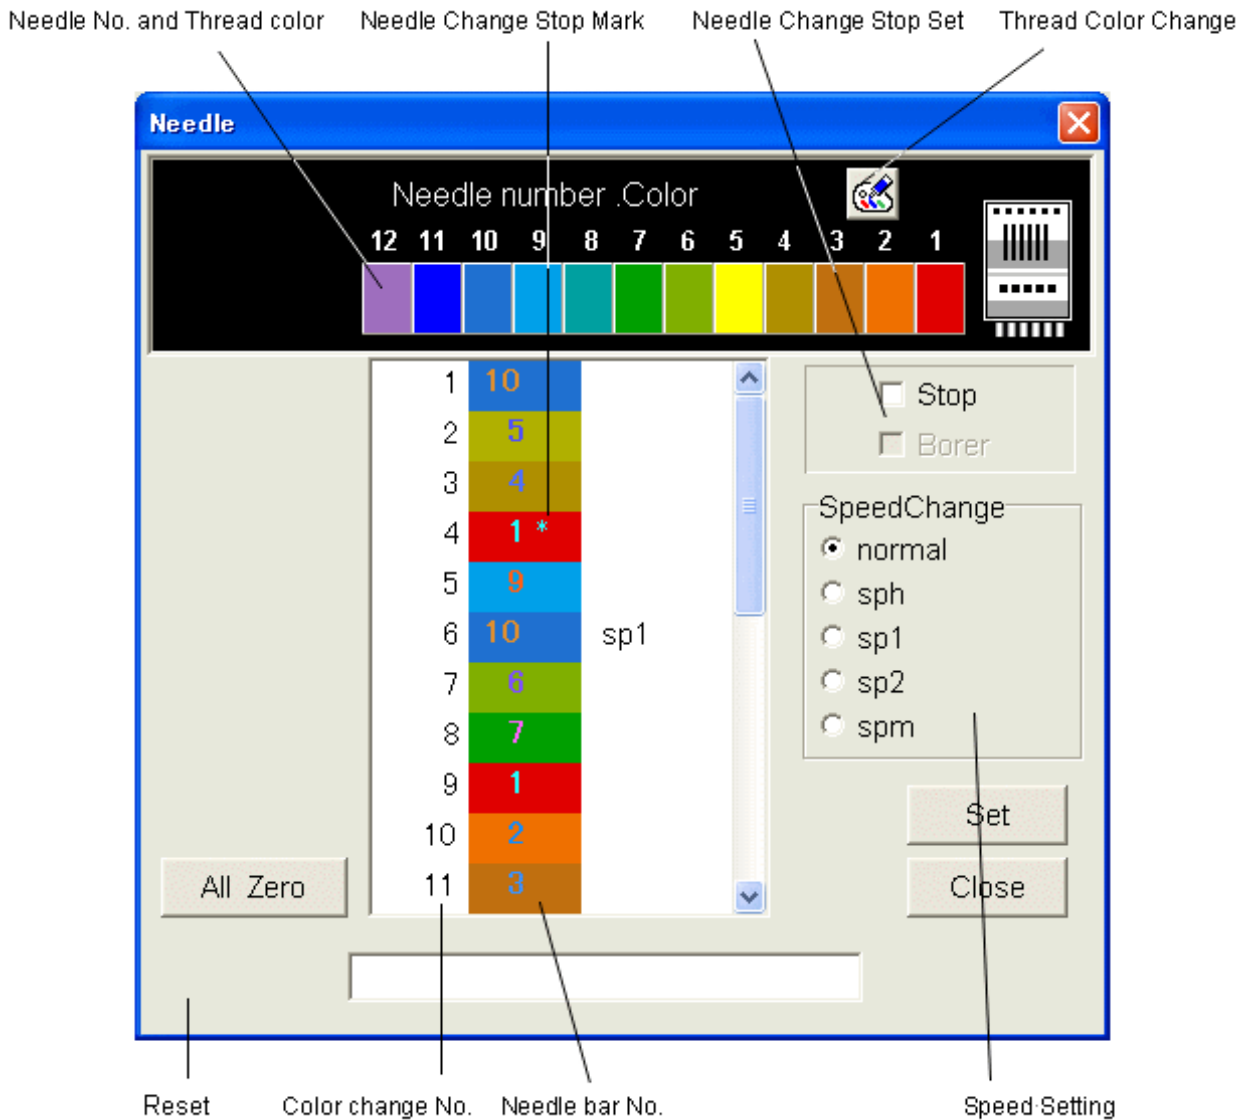 Needle No. and Thread color Needle Change Stop Mark Needle Change Stop Set Thread Color Change
Needle
Needle number .Color
12 11 10 9 8 7 6 5 4 3 2 1
1 10
2 5
3 4
4 1 *
5 9
6 10 sp1
7 6
8 7
9 1
10 2
11 3
Stop
Borer
SpeedChange
normal
sph
sp1
sp2
spm
Set
All Zero
Close
Reset Color change No. Needle bar No. Speed Setting